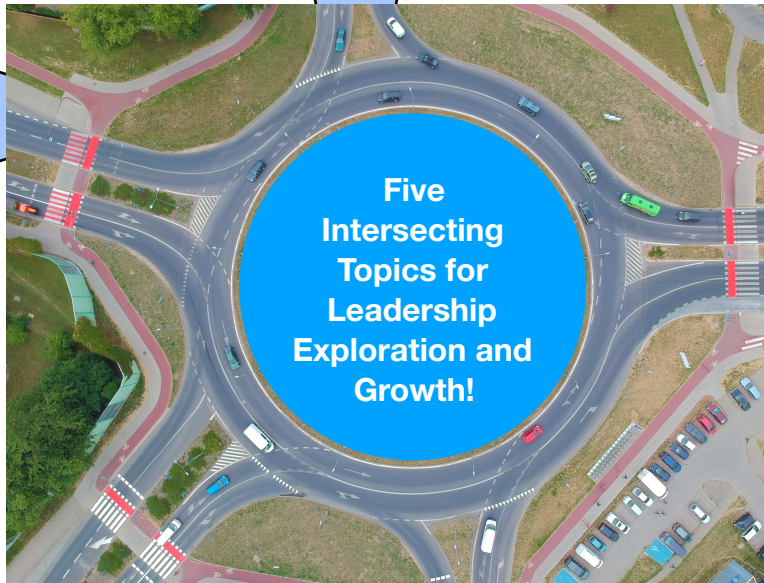 Five
Intersecting
Topics for
Leadership
Exploration and
Growth!